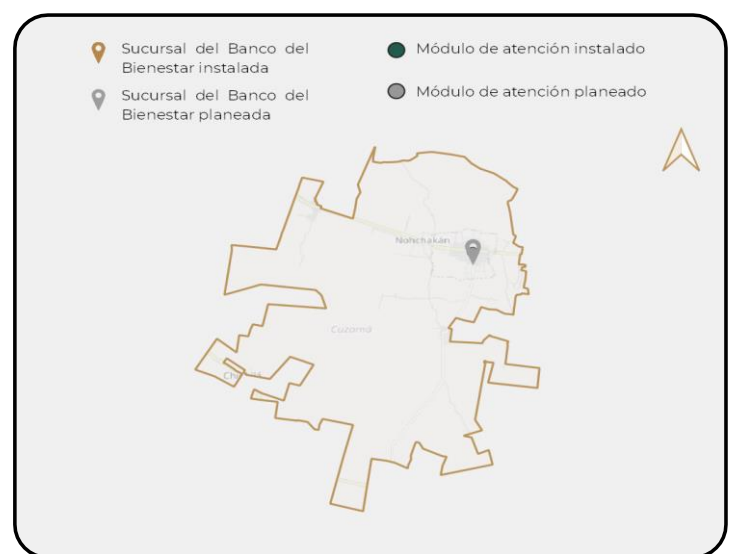 Sucursal del Banco del
Bienestar instalada
Sucursal del Banco del
Bienestar planeada
Módulo de atención instalado
Módulo de atención planeado
Nohchakán
Cuzamá